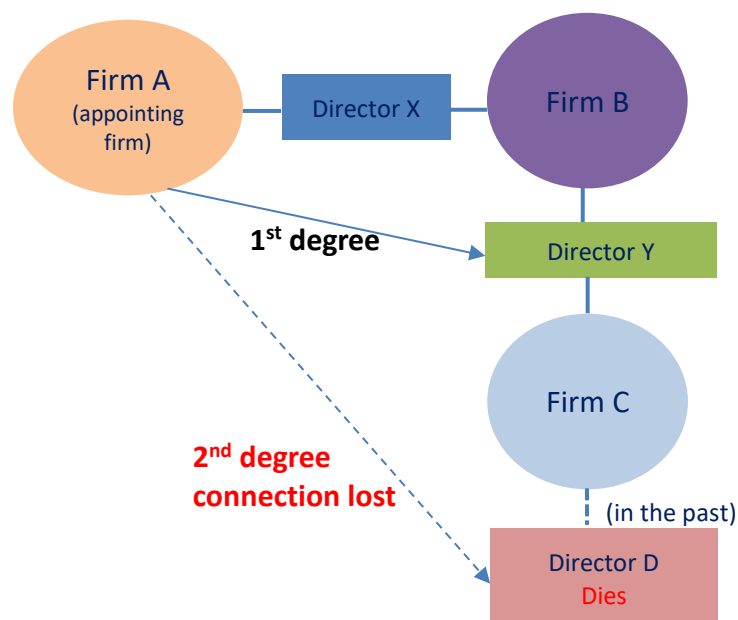 Firm A
(appointing
firm)
Director X
Firm B
1st degree
Director Y
Firm C
2nd degree
connection lost
(in the past)
Director D
Dies